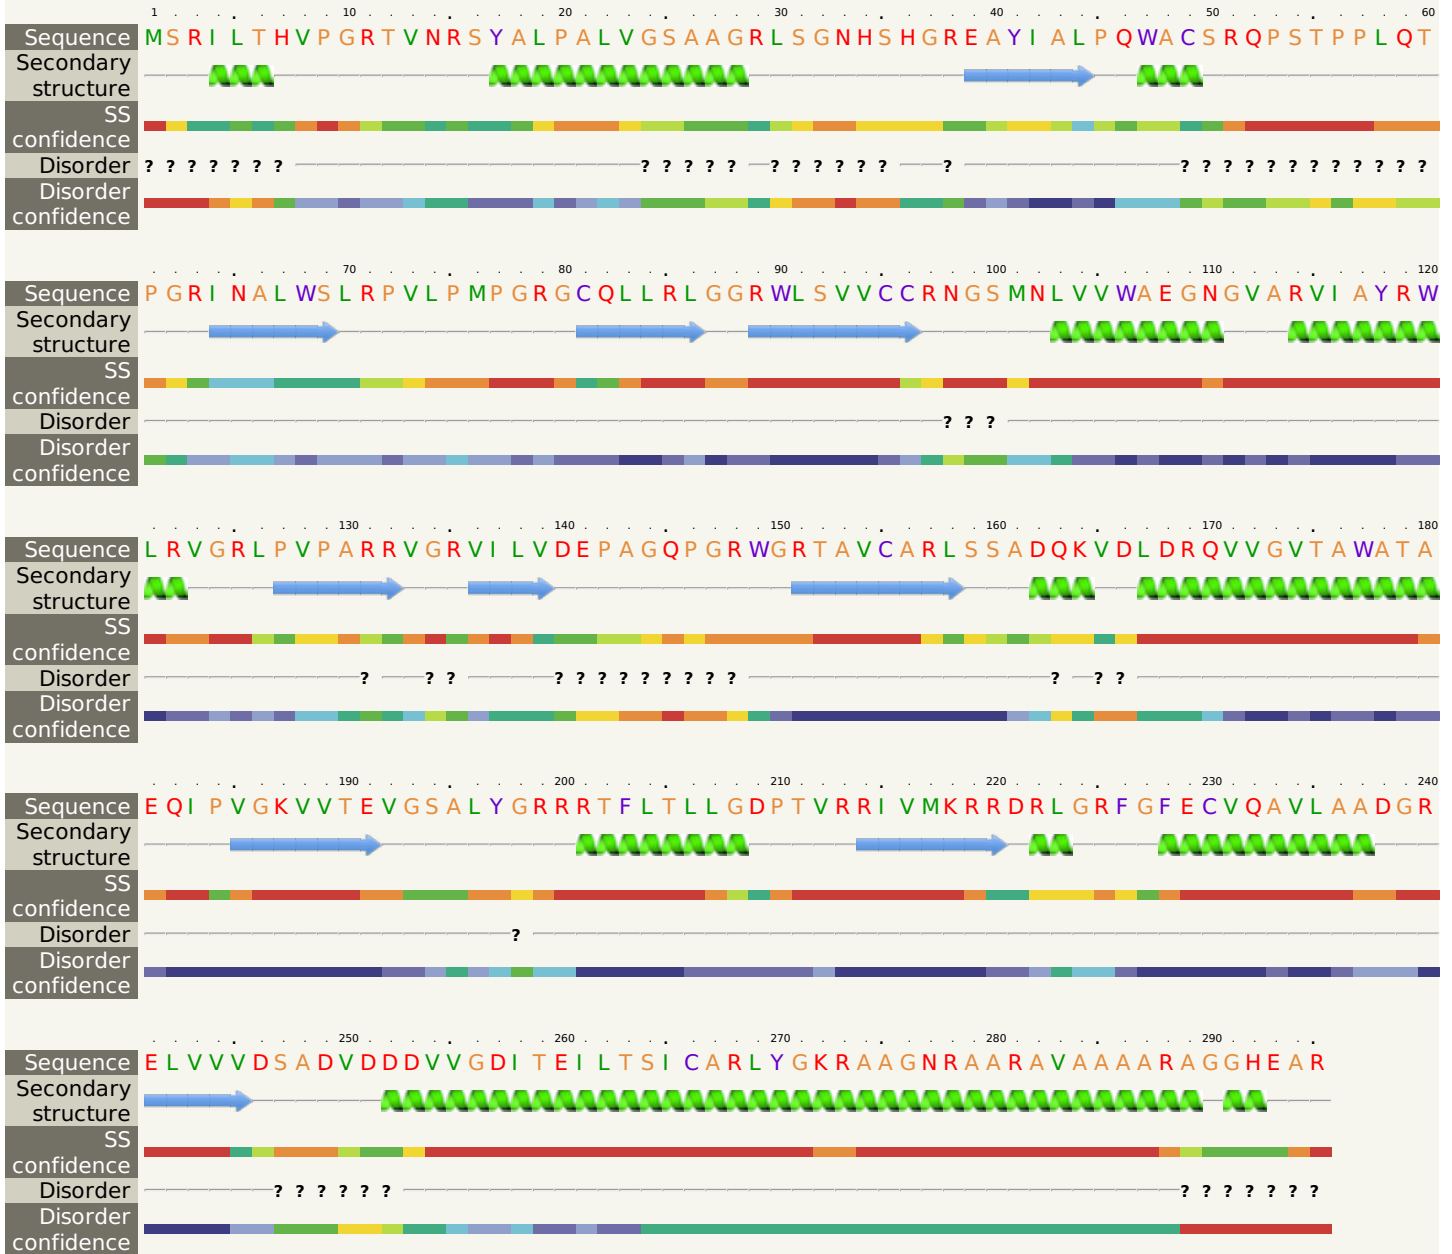 1 10 20 30 40 50 60
Sequence MSRILTHVPGRTVNRSYALPALVGSAAGRLSGNHSHGREAYIALPQWACSRQPSTPPLQT
Secondary
structure
SS
confidence
Disorder ? ? ? ? ? ? ? ? ? ? ? ? ? ? ? ? ? ? ? ? ? ? ? ? ? ? ? ? ? ? ?
Disorder
confidence
70 80 90 100 110 120
Sequence PGRINALWSLRPVLPMPGRGCQLLRLGGRWLSVVCCRNGSMNLVVWAEGNGVARVIAYRW
Secondary
structure
SS
confidence
Disorder ? ? ?
Disorder
confidence
130 140 150 160 170 180
Sequence LRVGRLPVPARRVGRVILVDEPAGQPGRWGRTAVCARLSSADQKVDLDRQVVGVTAWATA
Secondary
structure
SS
confidence
Disorder ? ? ? ? ? ? ? ? ? ? ? ? ? ? ?
Disorder
confidence
190 200 210 220 230 240
Sequence EQIPVGKVVTEVGSALYGRRRTFLTLLGDPTVRRIVMKRRDRLGRFGFECVQAVLAADGR
Secondary
structure
SS
confidence
Disorder ?
Disorder
confidence
250 260 270 280 290
Sequence ELVVVDSADVDDDVVGDITEILTSICARLYGKRAAGNRAARAVAAAARAGGHEAR
Secondary
structure
SS
confidence
Disorder ? ? ? ? ? ? ? ? ? ? ? ? ?
Disorder
confidence